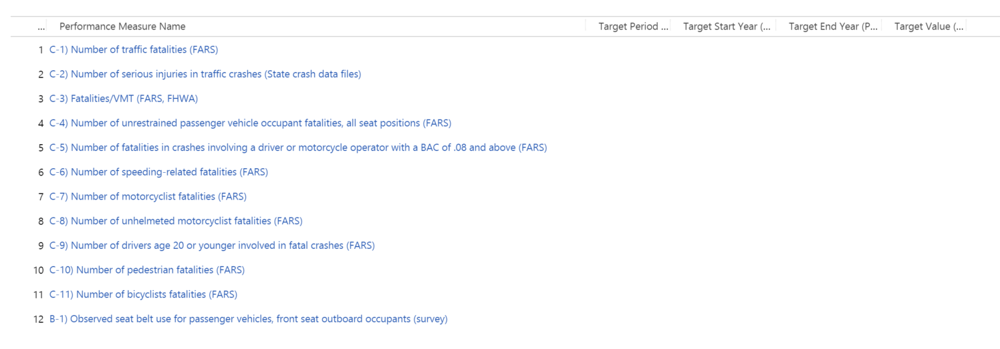 ... Performance Measure Name Target Period ... Target Start Year (... Target End Year (P... Target Value (...
1 C-1) Number of traffic fatalities (FARS)
2 C-2) Number of serious injuries in traffic crashes (State crash data files)
3 C-3) Fatalities/VMT (FARS, FHWA)
4 C-4) Number of unrestrained passenger vehicle occupant fatalities, all seat positions (FARS)
5 C-5) Number of fatalities in crashes involving a driver or motorcycle operator with a BAC of .08 and above (FARS)
6 C-6) Number of speeding-related fatalities (FARS)
7 C-7) Number of motorcyclist fatalities (FARS)
8 C-8) Number of unhelmeted motorcyclist fatalities (FARS)
9 C-9) Number of drivers age 20 or younger involved in fatal crashes (FARS)
10 C-10) Number of pedestrian fatalities (FARS)
11 C-11) Number of bicyclists fatalities (FARS)
12 B-1) Observed seat belt use for passenger vehicles, front seat outboard occupants (survey)